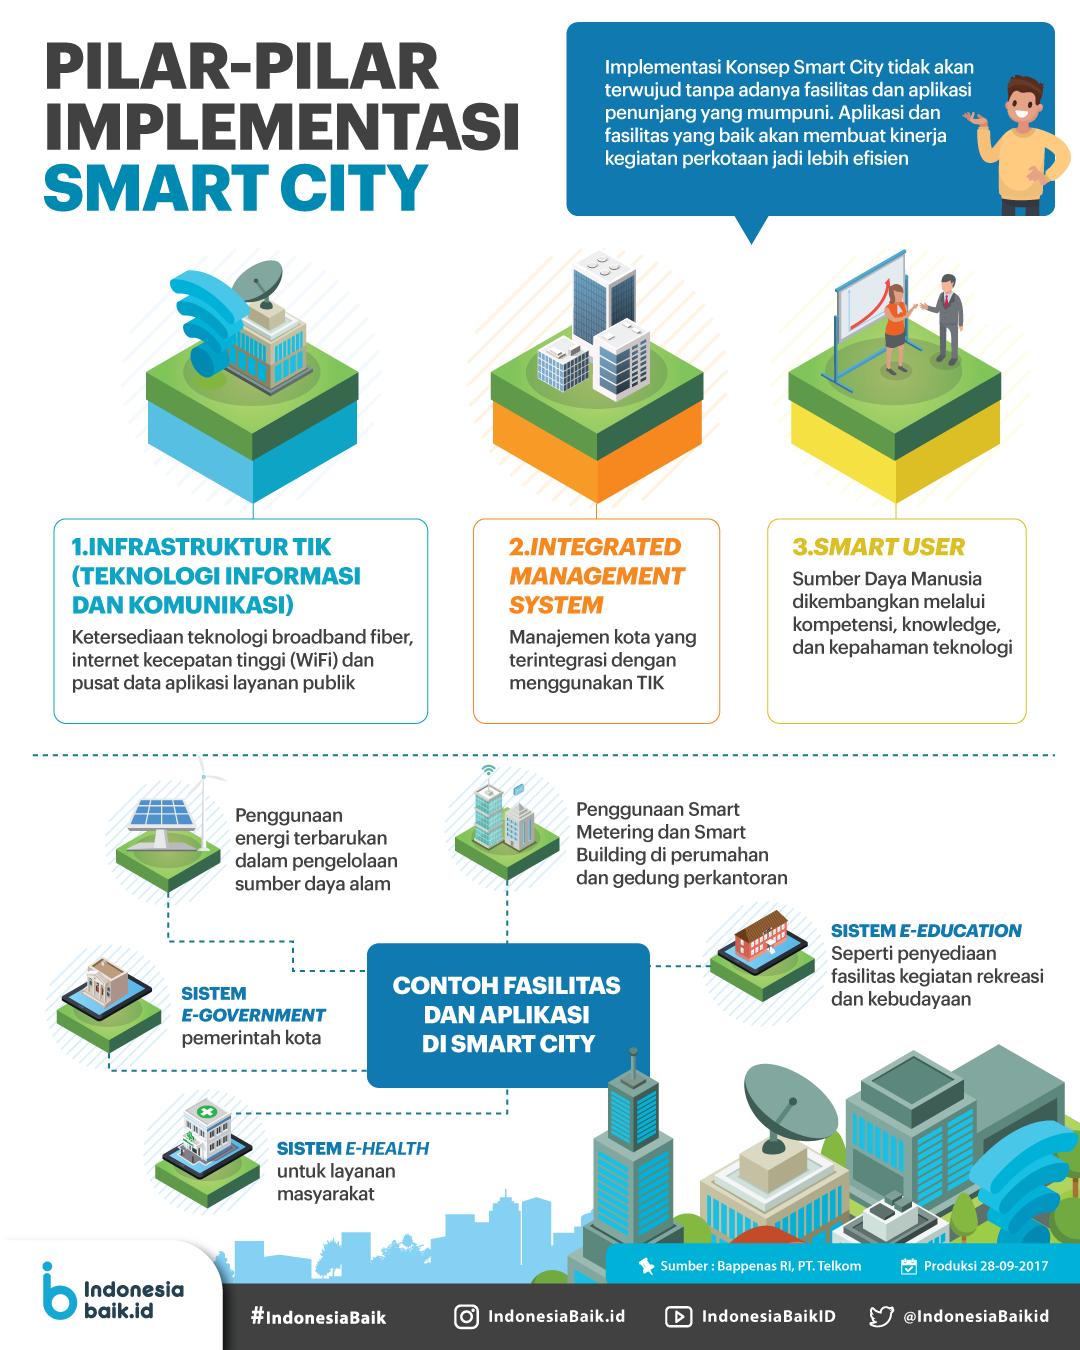 PILAR-PILAR
IMPLEMENTASI
SMART CITY
Implementasi Konsep Smart City tidak akan
terwujud tanpa adanya fasilitas dan aplikasi
penunjang yang mumpuni. Aplikasi dan
fasilitas yang baik akan membuat kinerja
kegiatan perkotaan jadi lebih efisien
1.INFRASTRUKTUR TIK
(TEKNOLOGI INFORMASI
DAN KOMUNIKASI)
Ketersediaan teknologi broadband fiber,
internet kecepatan tinggi (WiFi) dan
pusat data aplikasi layanan publik
2.INTEGRATED
MANAGEMENT
SYSTEM
Manajemen kota yang
terintegrasi dengan
menggunakan TIK
3.SMART USER
Sumber Daya Manusia
dikembangkan melalui
kompetensi, knowledge,
dan kepahaman teknologi
Penggunaan
energi terbarukan
dalam pengelolaan
sumber daya alam
Penggunaan Smart
Metering dan Smart
Building di perumahan
dan gedung perkantoran
SISTEM E-EDUCATION
Seperti penyediaan
fasilitas kegiatan rekreasi
dan kebudayaan
SISTEM
E-GOVERNMENT
pemerintah kota
CONTOH FASILITAS
DAN APLIKASI
DI SMART CITY
SISTEM E-HEALTH
untuk layanan
masyarakat
Sumber : Bappenas RI, PT. Telkom
Produksi 28-09-2017
Indonesia
baik.id
#IndonesiaBaik
IndonesiaBaik.id
IndonesiaBaikID
@IndonesiaBaikid